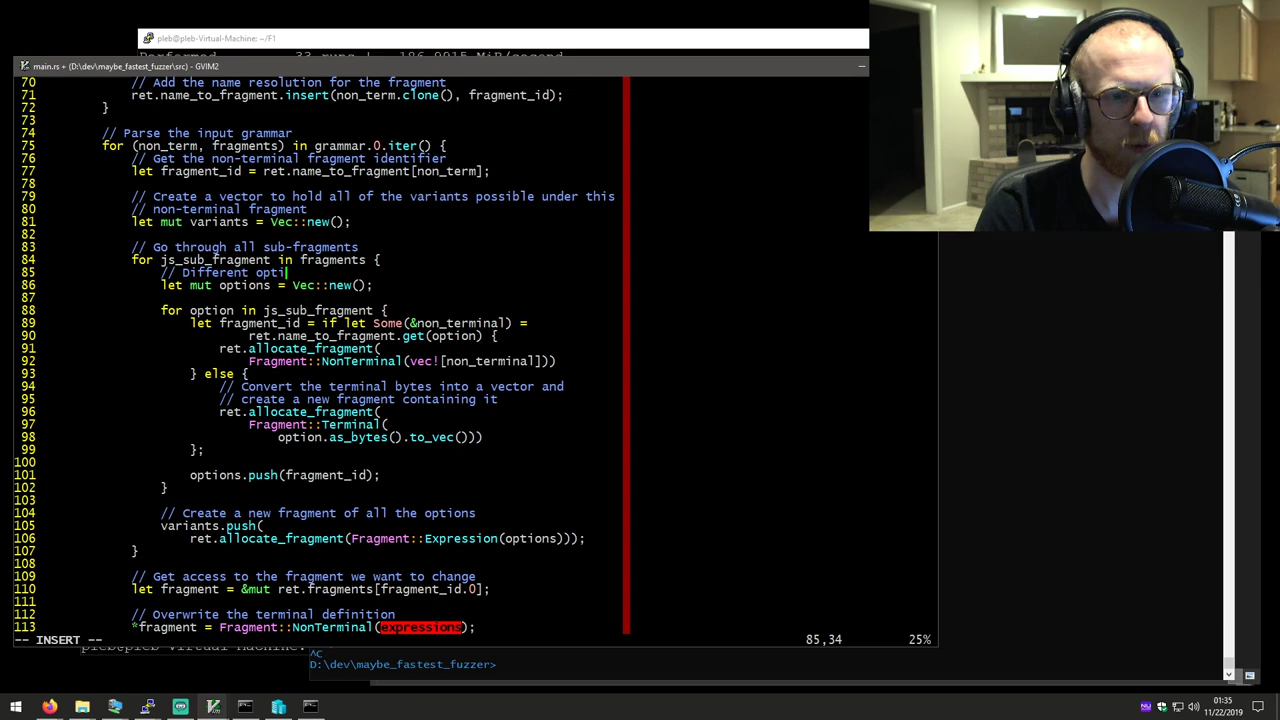 pleb@pleb-Virtual-Machine: ~/F1
main.rs + (D:\dev\maybe_fastest_fuzzer\src) - GVIM2
70 // Add the name resolution for the fragment
71 ret.name_to_fragment.insert(non_term.clone(), fragment_id);
72 }
73
74 // Parse the input grammar
75 for (non_term, fragments) in grammar.0.iter() {
76 // Get the non-terminal fragment identifier
77 let fragment_id = ret.name_to_fragment[non_term];
78
79 // Create a vector to hold all of the variants possible under this
80 // non-terminal fragment
81 let mut variants = Vec::new();
82
83 // Go through all sub-fragments
84 for js_sub_fragment in fragments {
85 // Different opti
86 let mut options = Vec::new();
87
88 for option in js_sub_fragment {
89 let fragment_id = if let Some(&non_terminal) =
90 ret.name_to_fragment.get(option) {
91 ret.allocate_fragment(
92 Fragment::NonTerminal(vec![non_terminal]))
93 } else {
94 // Convert the terminal bytes into a vector and
95 // create a new fragment containing it
96 ret.allocate_fragment(
97 Fragment::Terminal(
98 option.as_bytes().to_vec()))
99 };
100
101 options.push(fragment_id);
102 }
103
104 // Create a new fragment of all the options
105 variants.push(
106 ret.allocate_fragment(Fragment::Expression(options)));
107 }
108
109 // Get access to the fragment we want to change
110 let fragment = &mut ret.fragments[fragment_id.0];
111
112 // Overwrite the terminal definition
113 *fragment = Fragment::NonTerminal(expressions);
-- INSERT -- 85,34 25%
^C
D:\dev\maybe_fastest_fuzzer>
01:35
11/22/2019